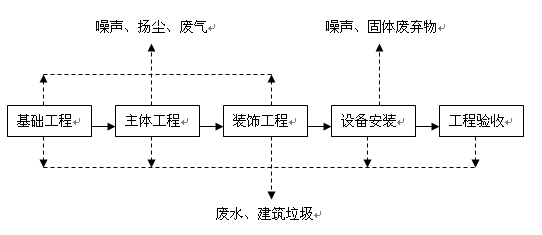 噪声、扬尘、废气
噪声、固体废弃物
基础工程
主体工程
装饰工程
设备安装
工程验收
废水、建筑垃圾